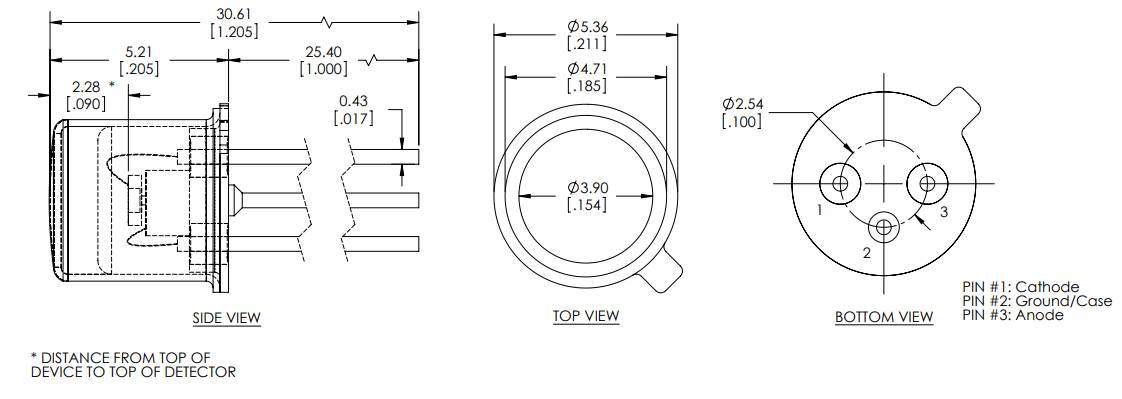 30.61
[1.205]
5.21
[.205]
25.40
[1.000]
2.28 *
[.090]
0.43
[.017]
SIDE VIEW
* DISTANCE FROM TOP OF
DEVICE TO TOP OF DETECTOR
Ø5.36
[.211]
Ø4.71
[.185]
Ø3.90
[.154]
TOP VIEW
Ø2.54
[.100]
1
3
2
BOTTOM VIEW
PIN #1: Cathode
PIN #2: Ground/Case
PIN #3: Anode